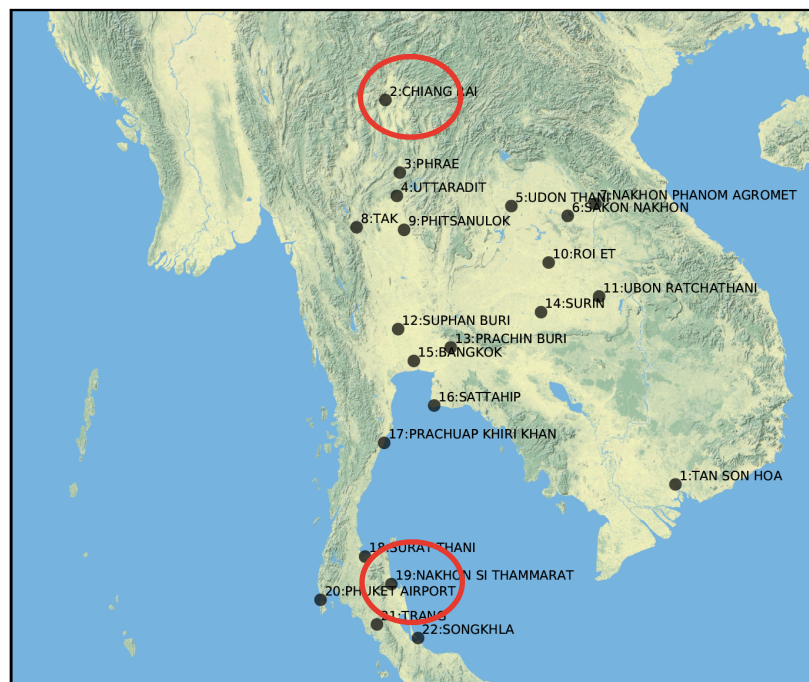 2:CHIANG RAI
3:PHRAE
4:UTTARADIT
5:UDON THANI
7:NAKHON PHANOM AGROMET
6:SAKON NAKHON
8:TAK
9:PHITSANULOK
10:ROI ET
11:UBON RATCHATHANI
14:SURIN
12:SUPHAN BURI
13:PRACHIN BURI
15:BANGKOK
16:SATTAHIP
17:PRACHUAP KHIRI KHAN
1:TAN SON HOA
18:SURAT THANI
19:NAKHON SI THAMMARAT
20:PHUKET AIRPORT
21:TRANG
22:SONGKHLA